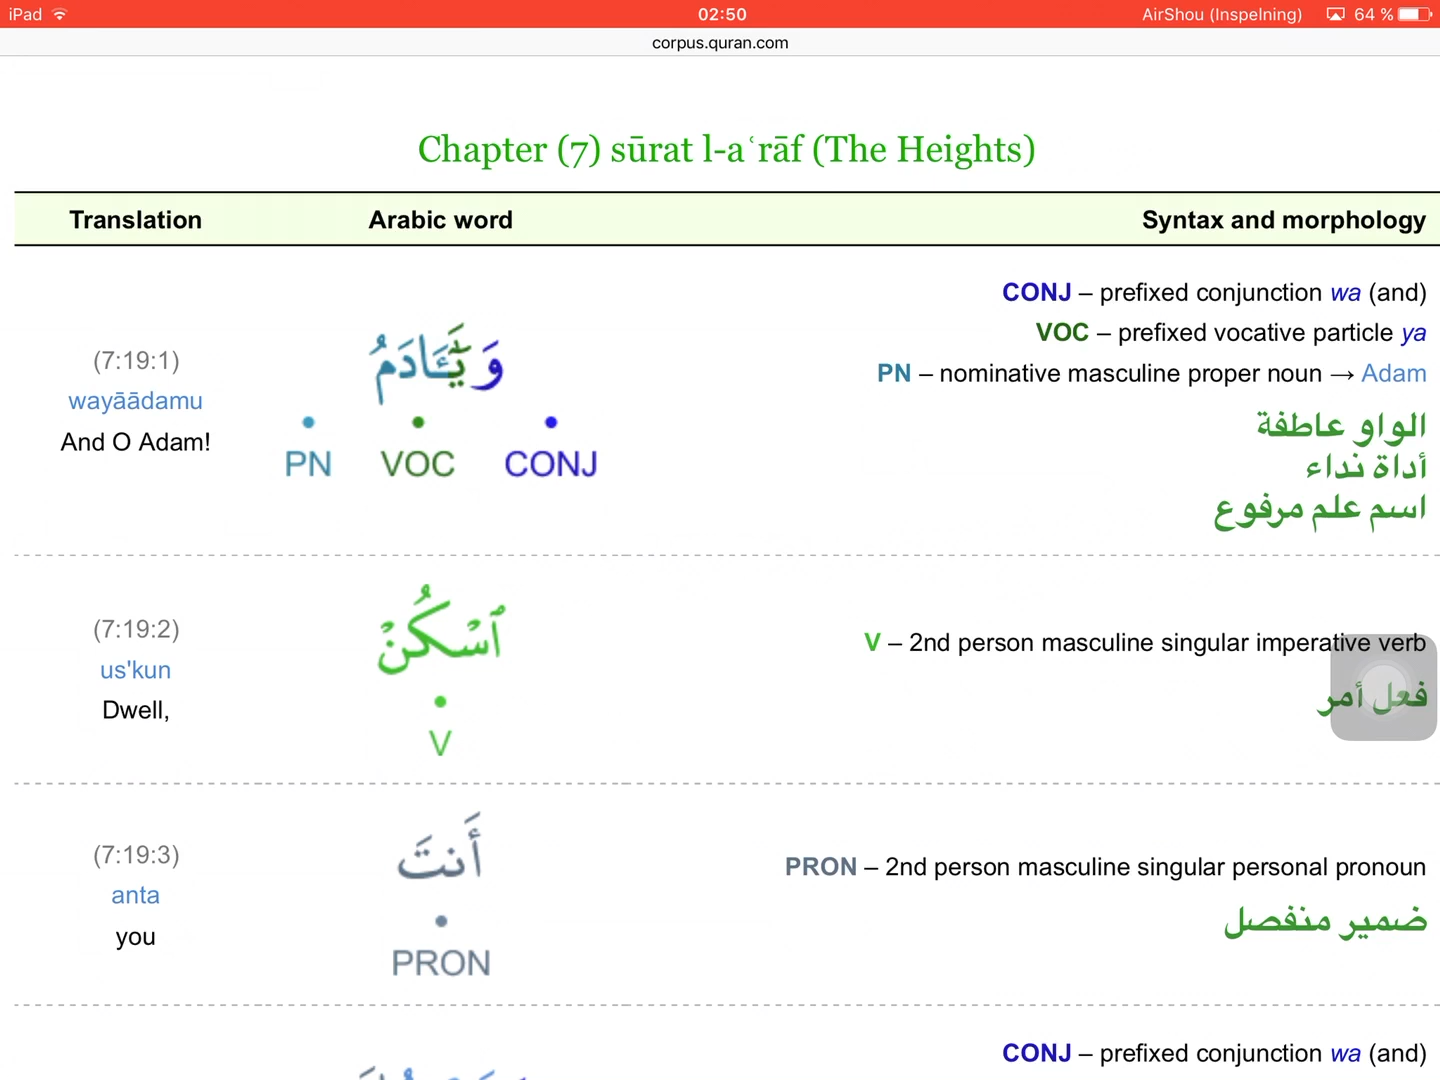 iPad 02:50 AirShou (Inspelning) 64 %
corpus.quran.com
Chapter (7) sūrat l-aʿrāf (The Heights)
Translation Arabic word Syntax and morphology
(7:19:1)
wayāādamu
And O Adam!
وَيَٰٓـَٔادَمُ
PN VOC CONJ
CONJ – prefixed conjunction wa (and)
VOC – prefixed vocative particle ya
PN – nominative masculine proper noun → Adam
الواو عاطفة
أداة نداء
اسم علم مرفوع
(7:19:2)
us'kun
Dwell,
ٱسْكُنْ
V
V – 2nd person masculine singular imperative verb
فعل أمر
(7:19:3)
anta
you
أَنتَ
PRON
PRON – 2nd person masculine singular personal pronoun
ضمير منفصل
CONJ – prefixed conjunction wa (and)